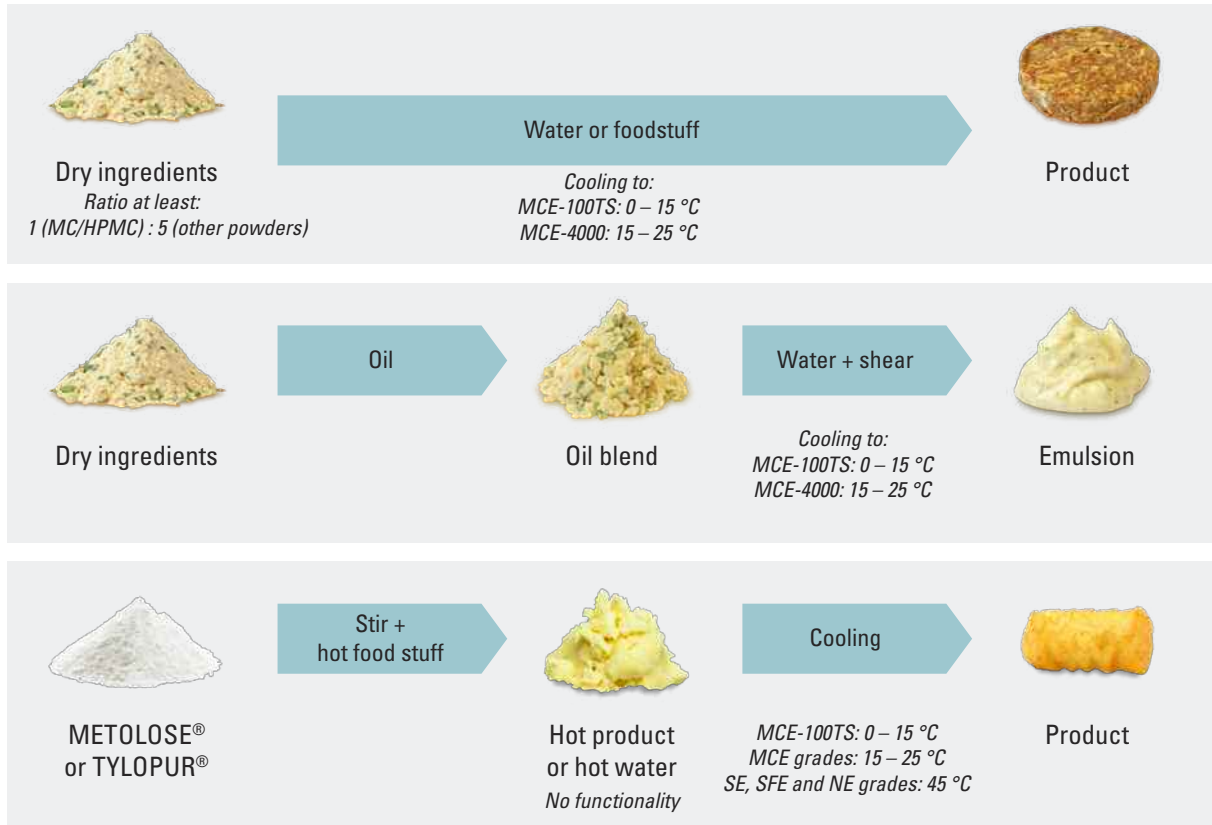 Water or foodstuff
Dry ingredients
Ratio at least:
1 (MC/HPMC) : 5 (other powders)
Cooling to:
MCE-100TS: 0 – 15 °C
MCE-4000: 15 – 25 °C
Product
Oil
Water + shear
Dry ingredients
Oil blend
Cooling to:
MCE-100TS: 0 – 15 °C
MCE-4000: 15 – 25 °C
Emulsion
Stir +
hot food stuff
Cooling
METOLOSE®
or TYLOPUR®
Hot product
or hot water
No functionality
MCE-100TS: 0 – 15 °C
MCE grades: 15 – 25 °C
SE, SFE and NE grades: 45 °C
Product